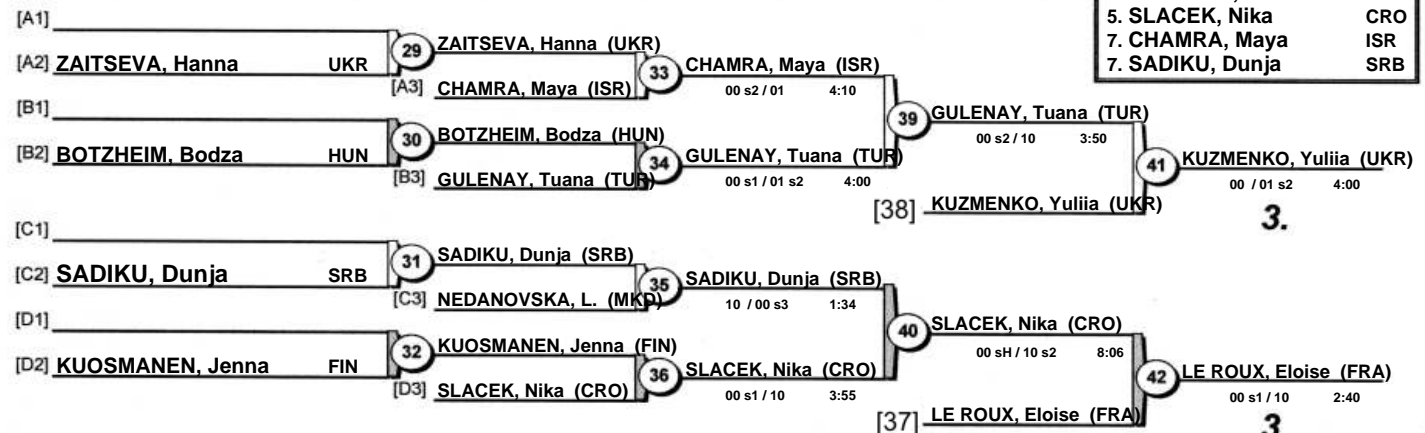 5. SLACEK, Nika CRO
7. CHAMRA, Maya ISR
7. SADIKU, Dunja SRB
[A1]
[A2] ZAITSEVA, Hanna UKR
29 ZAITSEVA, Hanna (UKR)
[A3] CHAMRA, Maya (ISR)
33 CHAMRA, Maya (ISR)
00 s2 / 01 4:10
[B1]
[B2] BOTZHEIM, Bodza HUN
30 BOTZHEIM, Bodza (HUN)
[B3] GULENAY, Tuana (TUR)
34 GULENAY, Tuana (TUR)
00 s1 / 01 s2 4:00
39 GULENAY, Tuana (TUR)
00 s2 / 10 3:50
[38] KUZMENKO, Yuliia (UKR)
41 KUZMENKO, Yuliia (UKR)
00 / 01 s2 4:00
3.
[C1]
[C2] SADIKU, Dunja SRB
31 SADIKU, Dunja (SRB)
[C3] NEDANOVSKA, L. (MKD)
35 SADIKU, Dunja (SRB)
10 / 00 s3 1:34
[D1]
[D2] KUOSMANEN, Jenna FIN
32 KUOSMANEN, Jenna (FIN)
[D3] SLACEK, Nika (CRO)
36 SLACEK, Nika (CRO)
00 s1 / 10 3:55
40 SLACEK, Nika (CRO)
00 sH / 10 s2 8:06
[37] LE ROUX, Eloise (FRA)
42 LE ROUX, Eloise (FRA)
00 s1 / 10 2:40
3